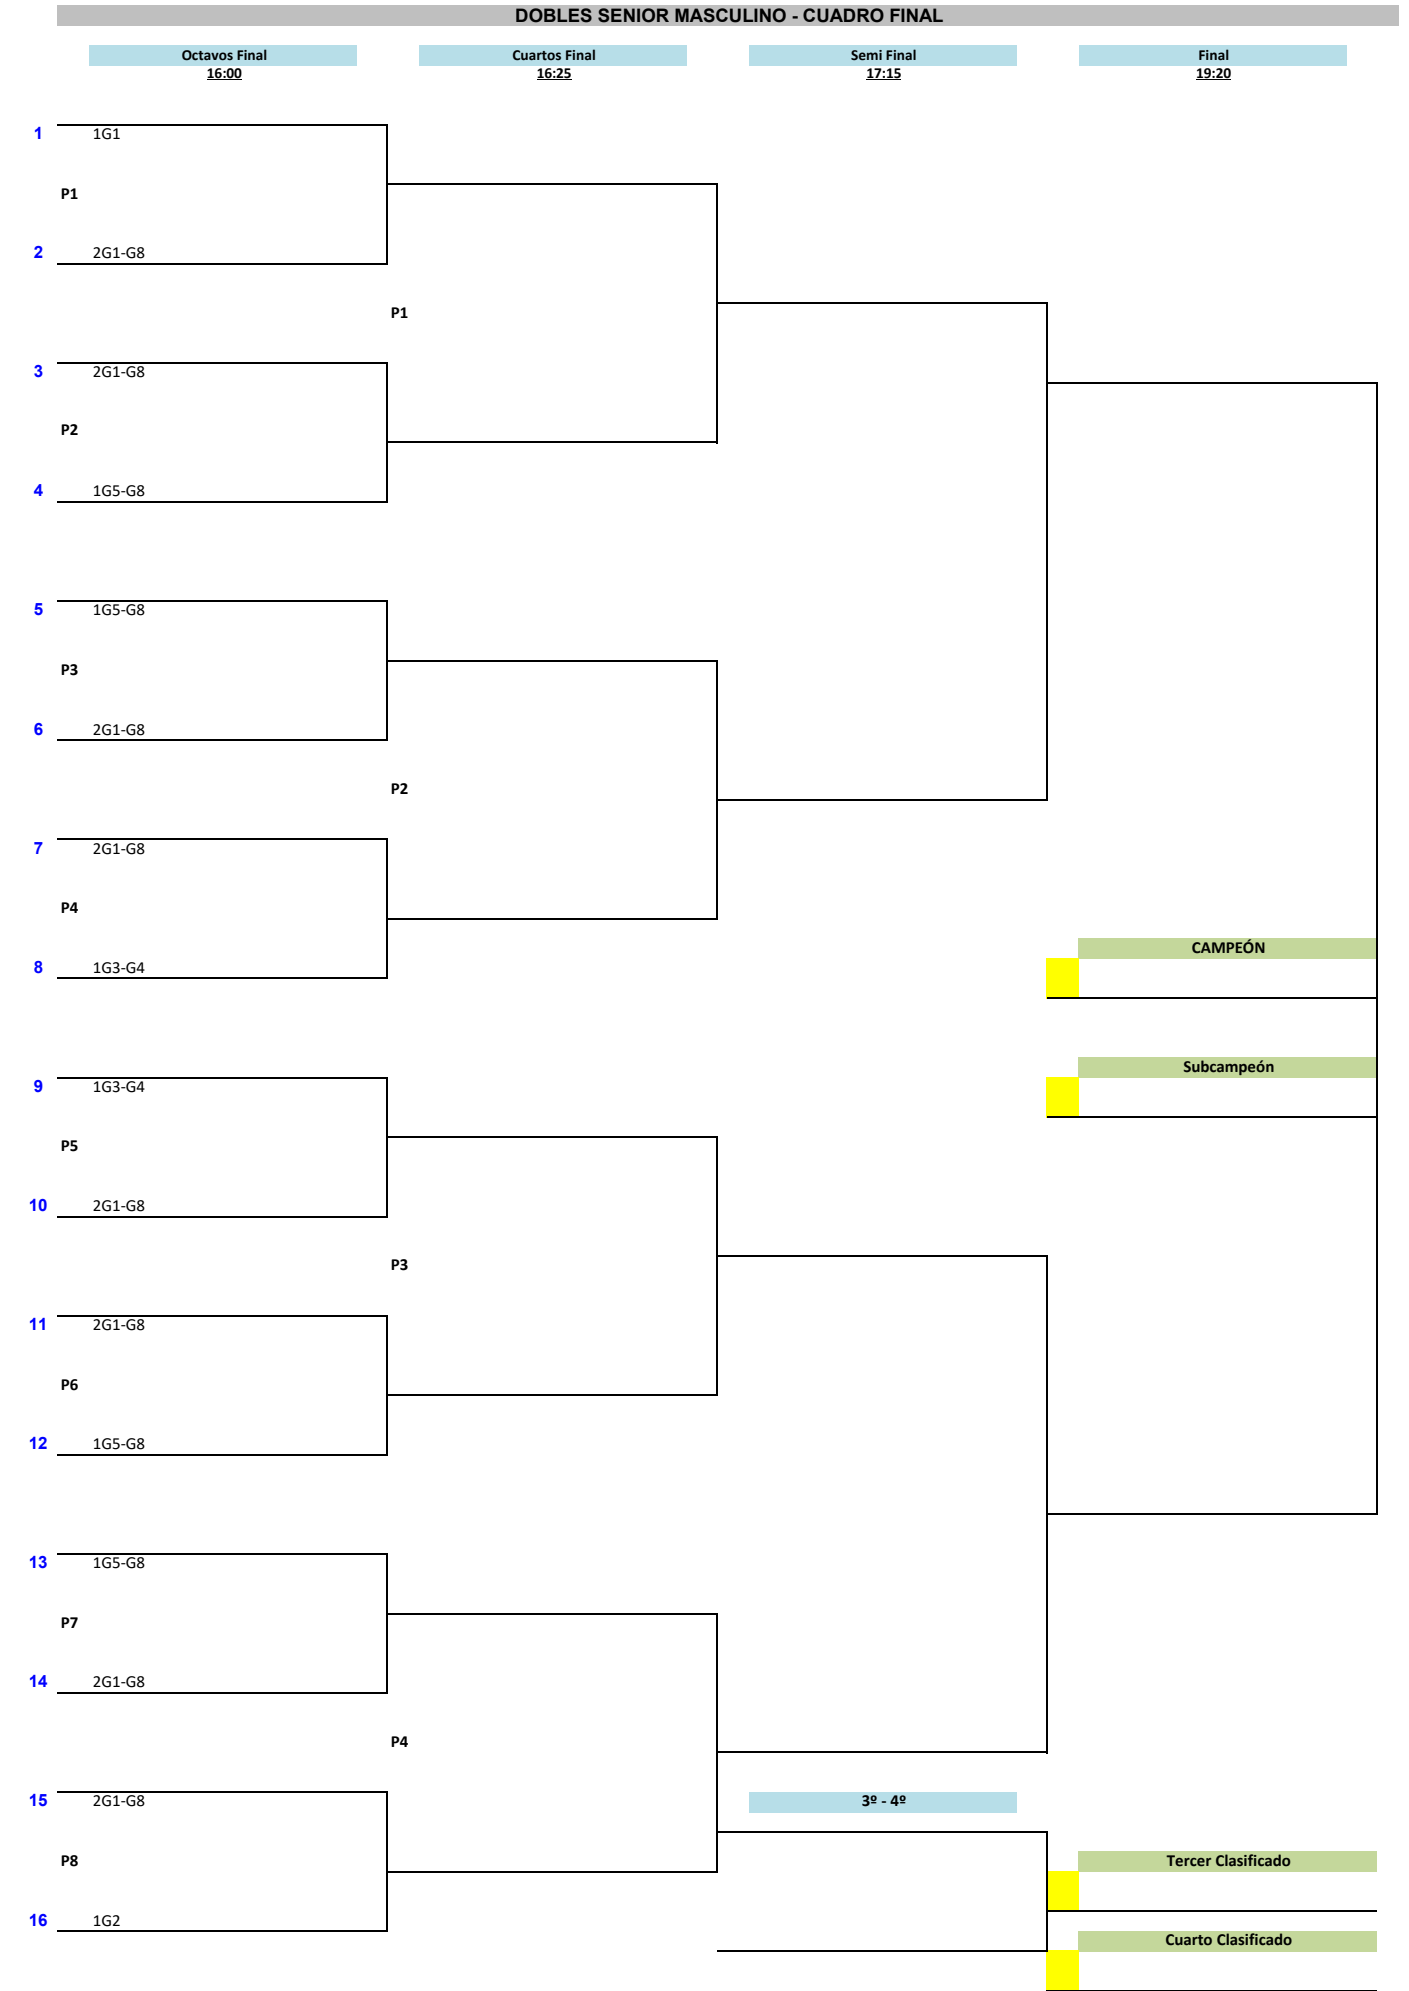 DOBLES SENIOR MASCULINO - CUADRO FINAL
Octavos Final Cuartos Final Semi Final Final
16:00 16:25 17:15 19:20
1 1G1
P1
2 2G1-G8
P1
3 2G1-G8
P2
4 1G5-G8
5 1G5-G8
P3
6 2G1-G8
P2
7 2G1-G8
P4
CAMPEÓN
8 1G3-G4
Subcampeón
9 1G3-G4
P5
10 2G1-G8
P3
11 2G1-G8
P6
12 1G5-G8
13 1G5-G8
P7
14 2G1-G8
P4
15 2G1-G8 3º - 4º
P8 Tercer Clasificado
16 1G2
Cuarto Clasificado